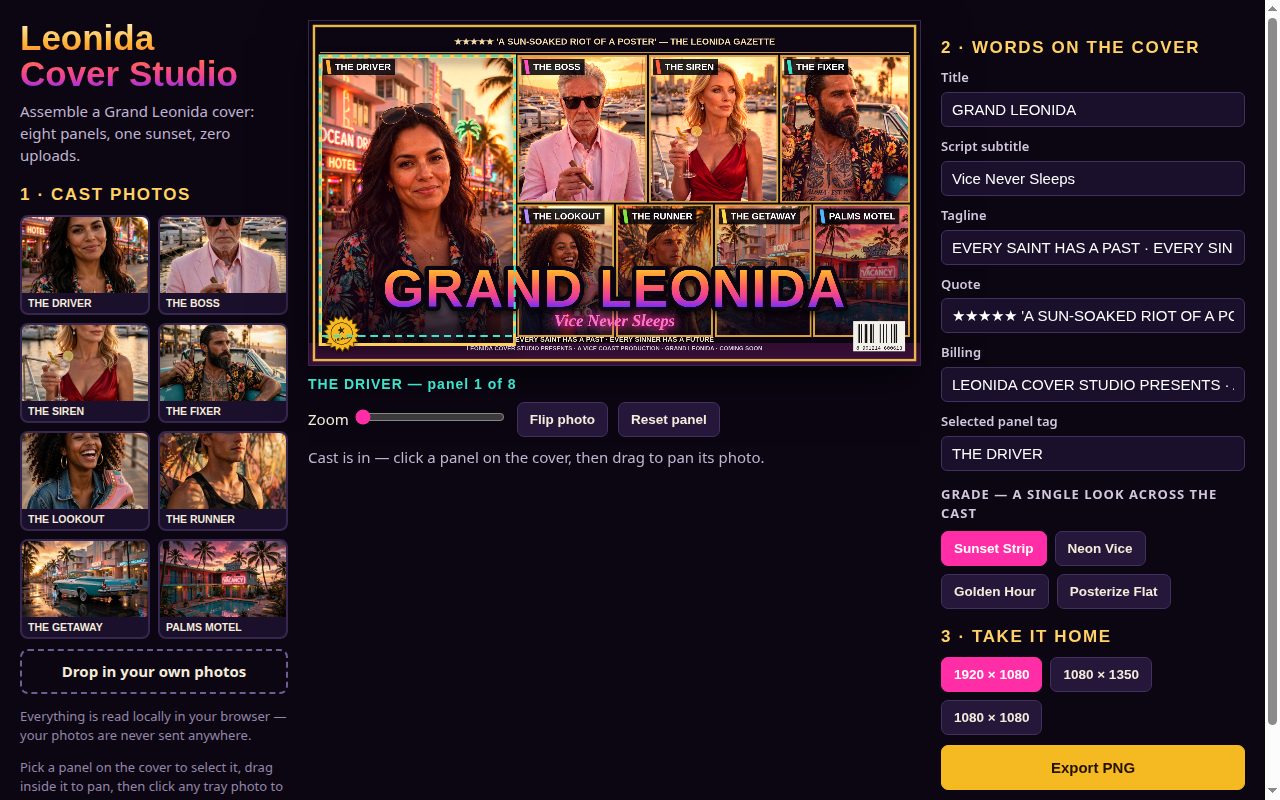 Leonida
Cover Studio
Assemble a Grand Leonida cover:
eight panels, one sunset, zero
uploads.
1 · CAST PHOTOS
THE DRIVER
THE BOSS
THE SIREN
THE FIXER
THE LOOKOUT
THE RUNNER
THE GETAWAY
PALMS MOTEL
Drop in your own photos
Everything is read locally in your browser —
your photos are never sent anywhere.
Pick a panel on the cover to select it, drag
inside it to pan, then click any tray photo to
★★★★★ 'A SUN-SOAKED RIOT OF A POSTER' — THE LEONIDA GAZETTE
THE DRIVER
THE BOSS
THE SIREN
THE FIXER
OCEAN DR
HOTEL
THE LOOKOUT
THE RUNNER
THE GETAWAY
PALMS MOTEL
ROXY
VACANCY
GRAND LEONIDA
Vice Never Sleeps
EVERY SAINT HAS A PAST · EVERY SINNER HAS A FUTURE
LEONIDA COVER STUDIO PRESENTS · A VICE COAST PRODUCTION · GRAND LEONIDA · COMING SOON
THE DRIVER — panel 1 of 8
Zoom
Flip photo
Reset panel
Cast is in — click a panel on the cover, then drag to pan its photo.
2 · WORDS ON THE COVER
Title
GRAND LEONIDA
Script subtitle
Vice Never Sleeps
Tagline
EVERY SAINT HAS A PAST · EVERY SIN
Quote
★★★★★ 'A SUN-SOAKED RIOT OF A PO
Billing
LEONIDA COVER STUDIO PRESENTS ·
Selected panel tag
THE DRIVER
GRADE — A SINGLE LOOK ACROSS THE
CAST
Sunset Strip
Neon Vice
Golden Hour
Posterize Flat
3 · TAKE IT HOME
1920 × 1080
1080 × 1350
1080 × 1080
Export PNG